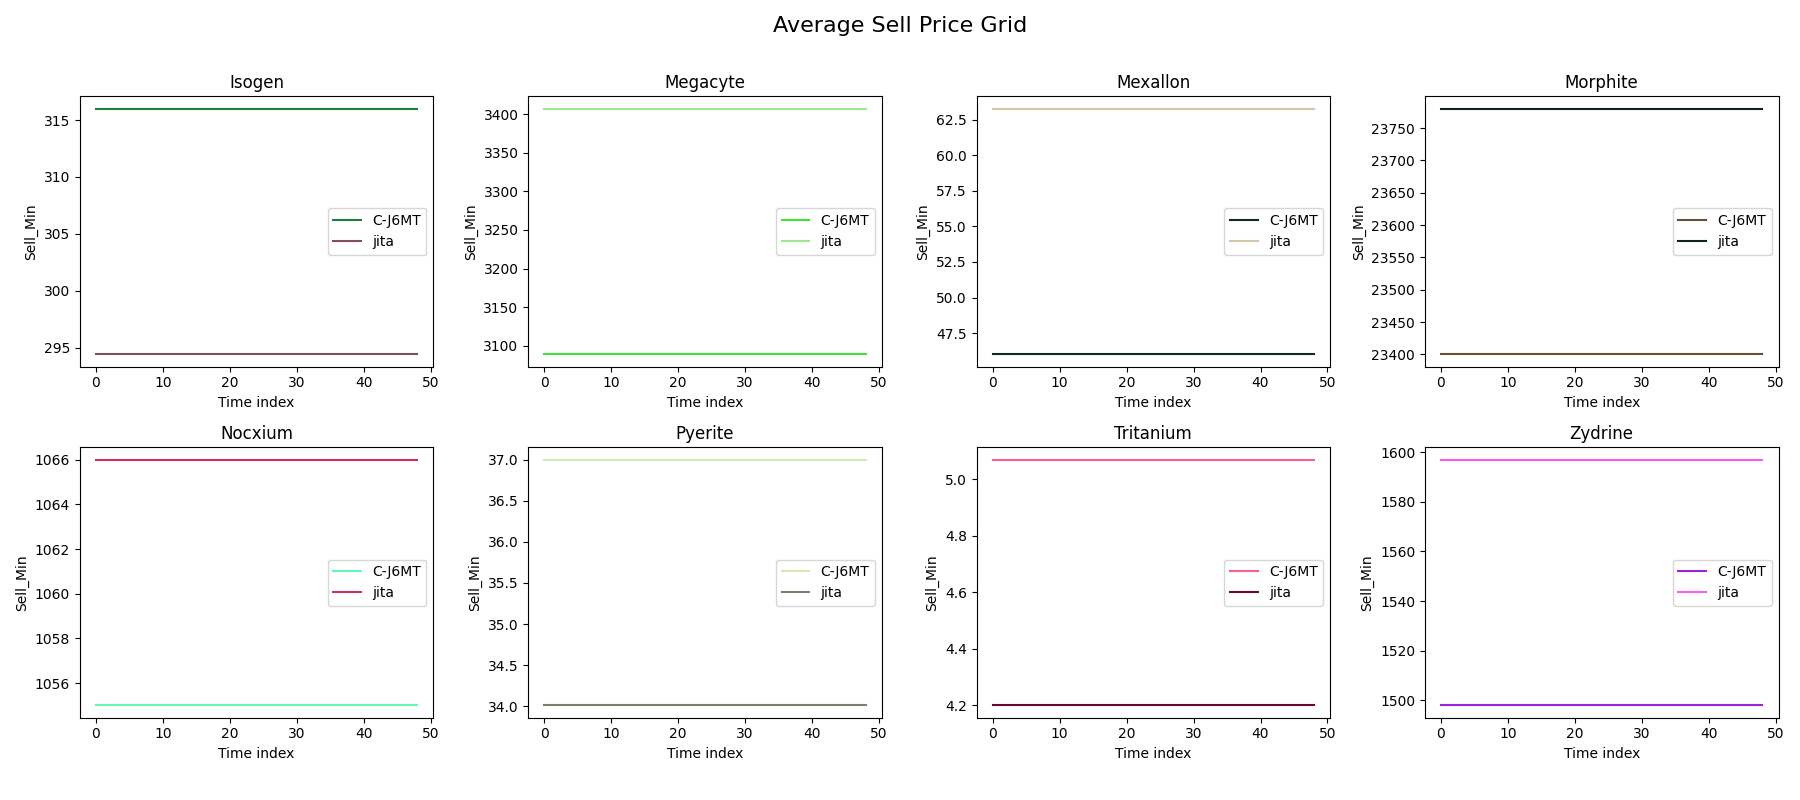 Average Sell Price Grid
Isogen
Sell_Min
315
310
305
300
295
C-J6MT
jita
0 10 20 30 40 50
Time index
Megacyte
Sell_Min
3400
3350
3300
3250
3200
3150
3100
C-J6MT
jita
0 10 20 30 40 50
Time index
Mexallon
Sell_Min
62.5
60.0
57.5
55.0
52.5
50.0
47.5
C-J6MT
jita
0 10 20 30 40 50
Time index
Morphite
Sell_Min
23750
23700
23650
23600
23550
23500
23450
23400
C-J6MT
jita
0 10 20 30 40 50
Time index
Nocxium
Sell_Min
1066
1064
1062
1060
1058
1056
C-J6MT
jita
0 10 20 30 40 50
Time index
Pyerite
Sell_Min
37.0
36.5
36.0
35.5
35.0
34.5
34.0
C-J6MT
jita
0 10 20 30 40 50
Time index
Tritanium
Sell_Min
5.0
4.8
4.6
4.4
4.2
C-J6MT
jita
0 10 20 30 40 50
Time index
Zydrine
Sell_Min
1600
1580
1560
1540
1520
1500
C-J6MT
jita
0 10 20 30 40 50
Time index